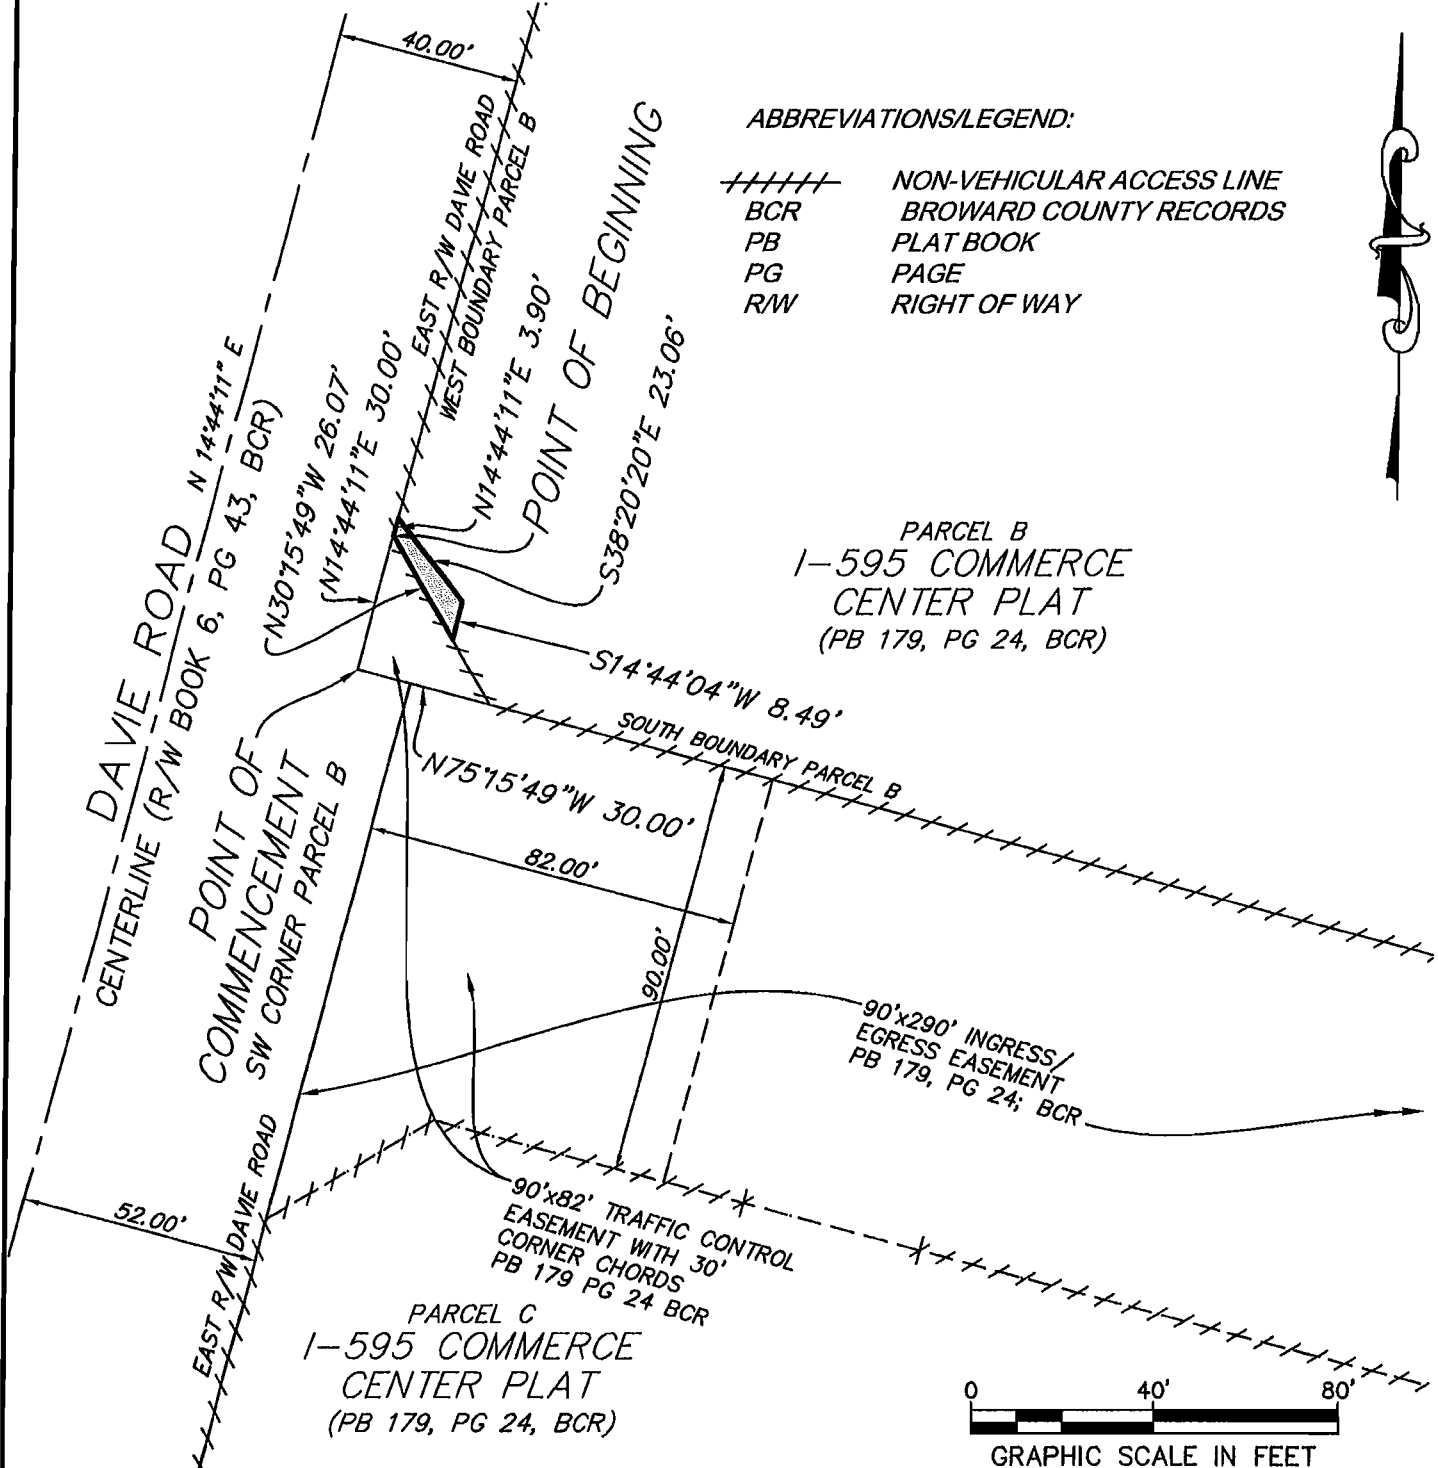 40.00'
ABBREVIATIONS/LEGEND:
NON-VEHICULAR ACCESS LINE
BCR BROWARD COUNTY RECORDS
PB PLAT BOOK
PG PAGE
R/W RIGHT OF WAY
EAST R/W DAVIE ROAD
WEST BOUNDARY PARCEL B
POINT OF BEGINNING
N14°44'11"E 3.90'
S38°20'20"E 23.06'
N14°44'11"E 30.00'
N30°15'49"W 26.07'
DAVIE ROAD N 14°44'11" E
CENTERLINE (R/W BOOK 6, PG 43, BCR)
PARCEL B
I-595 COMMERCE
CENTER PLAT
(PB 179, PG 24, BCR)
S14°44'04"W 8.49'
SOUTH BOUNDARY PARCEL B
N75°15'49"W 30.00'
POINT OF
COMMENCEMENT
SW CORNER PARCEL B
82.00'
90.00'
90'x290' INGRESS/
EGRESS EASEMENT
PB 179, PG 24; BCR
52.00'
EAST R/W DAVIE ROAD
90'x82' TRAFFIC CONTROL
EASEMENT WITH 30'
CORNER CHORDS
PB 179 PG 24 BCR
PARCEL C
I-595 COMMERCE
CENTER PLAT
(PB 179, PG 24, BCR)
0 40' 80'
GRAPHIC SCALE IN FEET